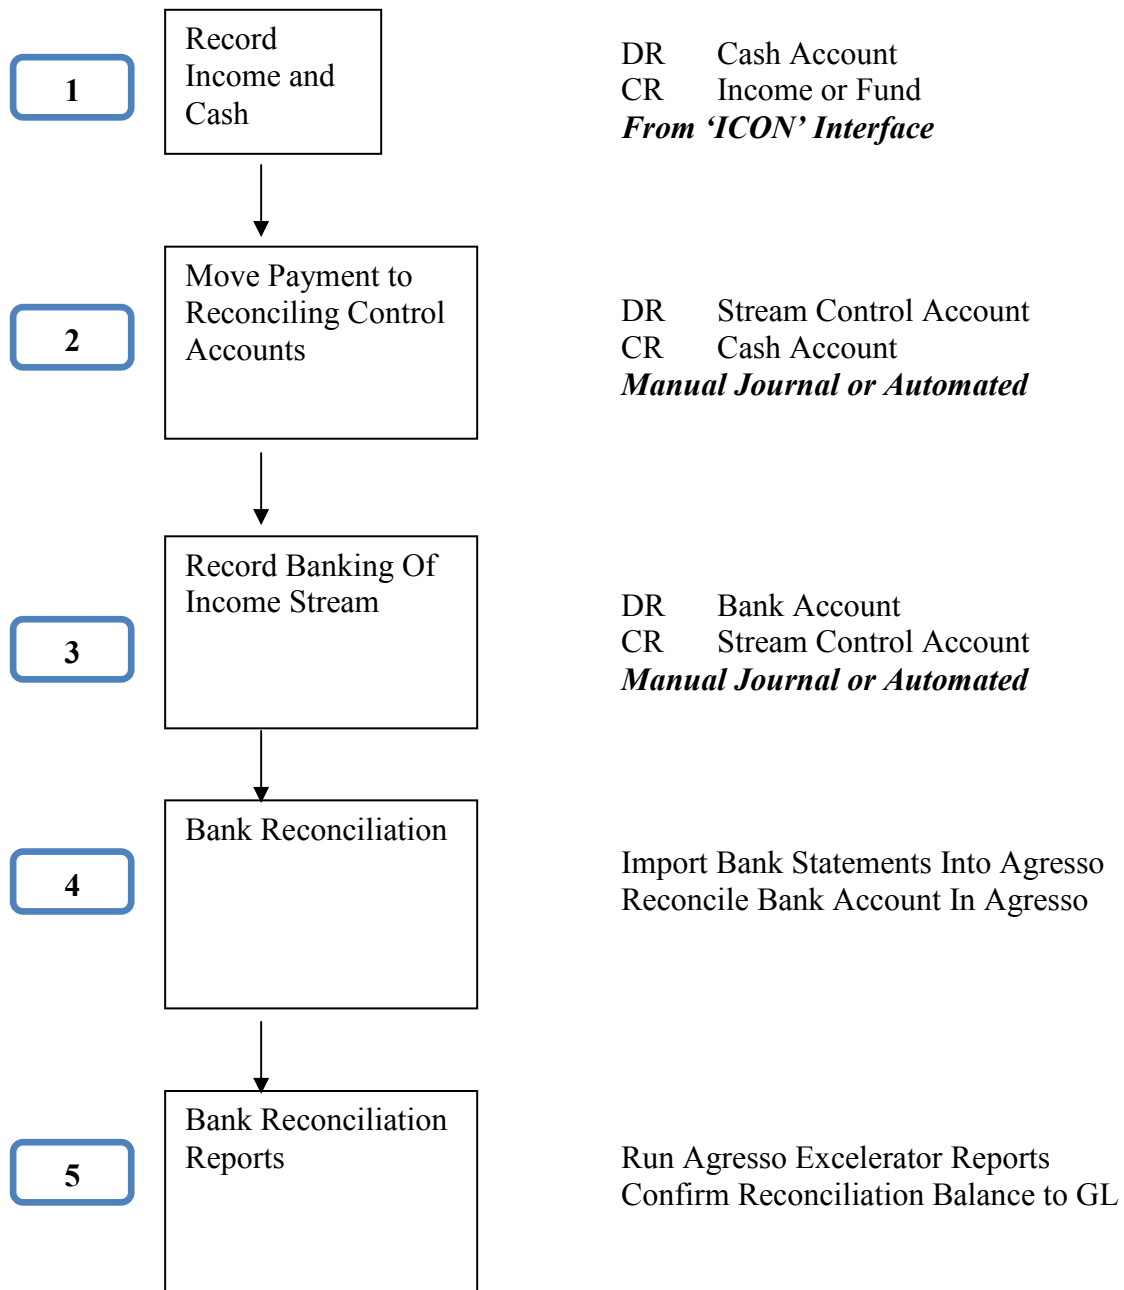 1
Record
Income and
Cash
DR Cash Account
CR Income or Fund
From ‘ICON’ Interface
2
Move Payment to
Reconciling Control
Accounts
DR Stream Control Account
CR Cash Account
Manual Journal or Automated
3
Record Banking Of
Income Stream
DR Bank Account
CR Stream Control Account
Manual Journal or Automated
4
Bank Reconciliation
Import Bank Statements Into Agresso
Reconcile Bank Account In Agresso
5
Bank Reconciliation
Reports
Run Agresso Excelerator Reports
Confirm Reconciliation Balance to GL